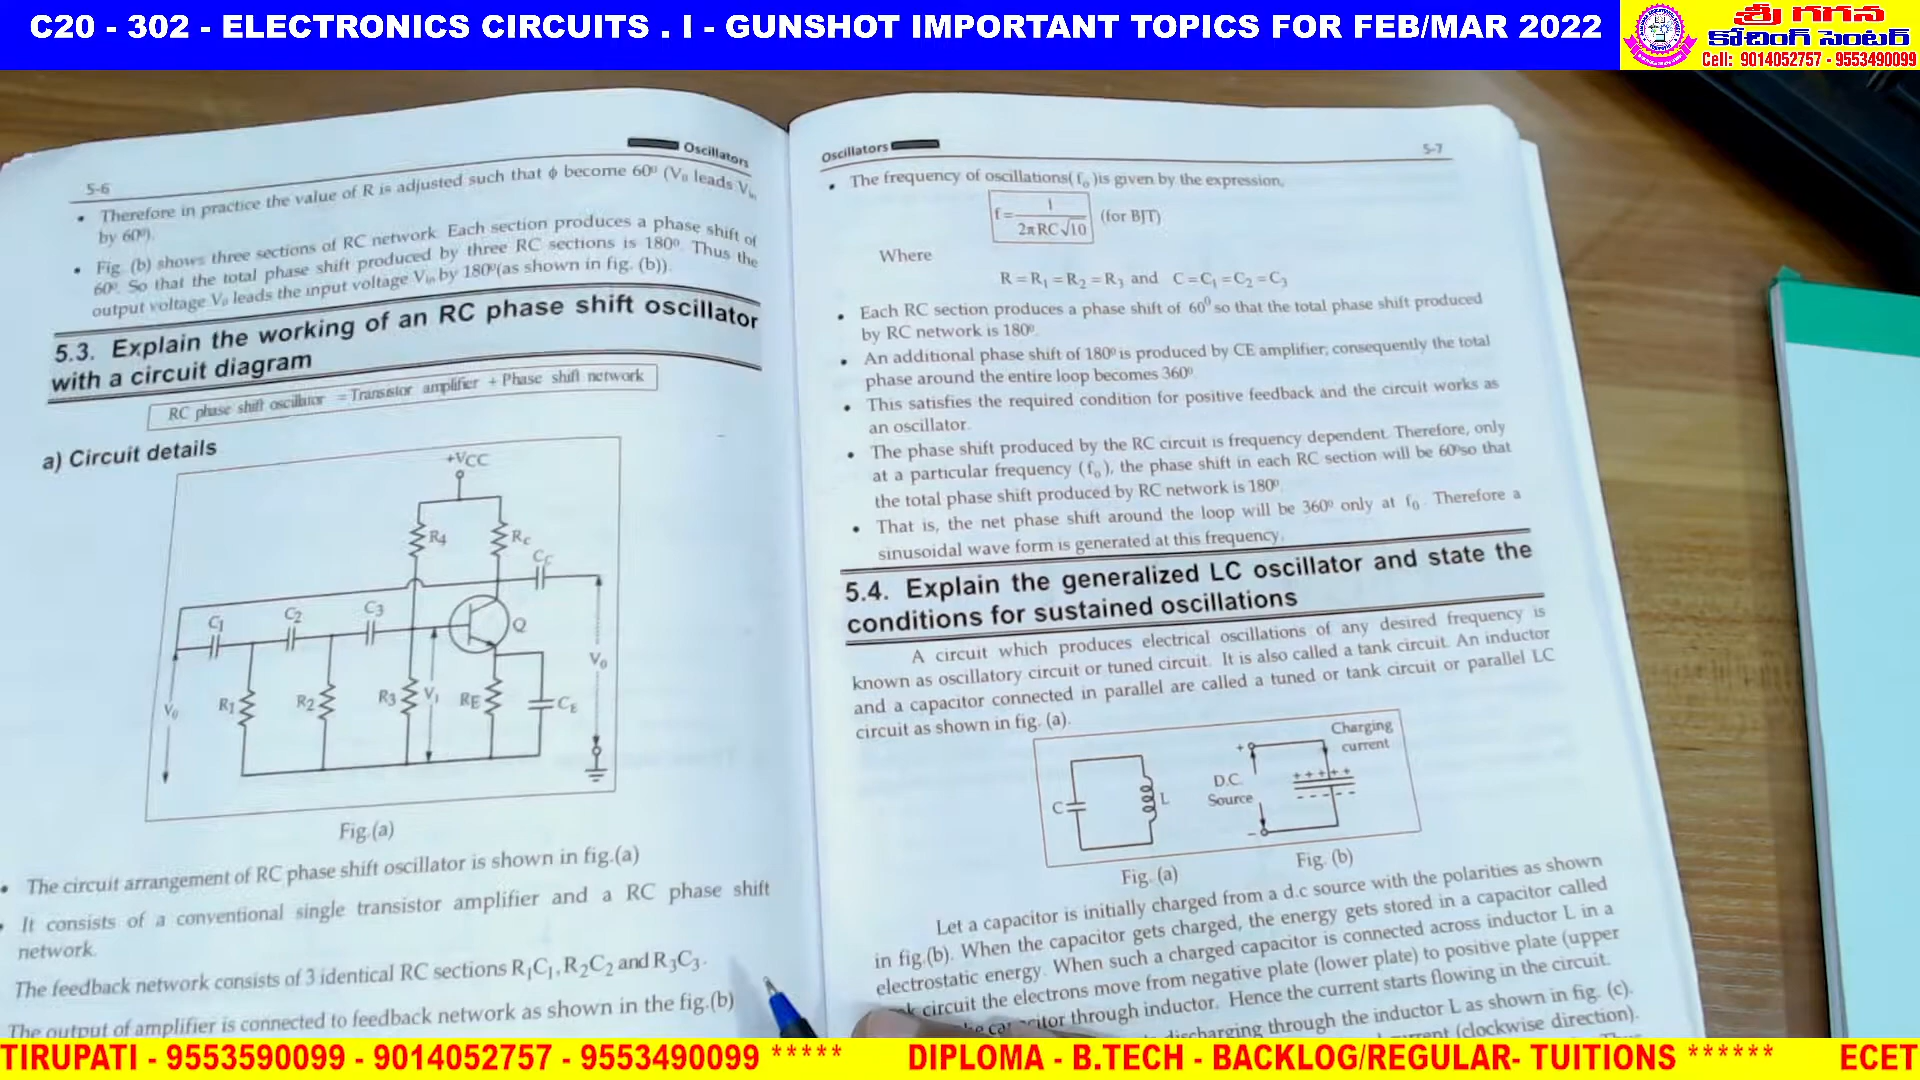 C20 - 302 - ELECTRONICS CIRCUITS . I - GUNSHOT IMPORTANT TOPICS FOR FEB/MAR 2022
శ్రీ గగన
కోచింగ్ సెంటర్
Cell: 9014052757 - 9553490099
Oscillators
5-6
• Therefore in practice the value of R is adjusted such that ϕ become 60⁰ (V₀ leads Vᵢₙ
by 60⁰).
• Fig. (b) shows three sections of RC network. Each section produces a phase shift of
60⁰. So that the total phase shift produced by three RC sections is 180⁰. Thus the
output voltage V₀ leads the input voltage Vᵢₙ by 180⁰(as shown in fig. (b)).
5.3. Explain the working of an RC phase shift oscillator
with a circuit diagram
RC phase shift oscillator = Transistor amplifier + Phase shift network
a) Circuit details
+VCC
R4
Rc
Cc
C1
C2
C3
Q
V₀
V₀
R1
R2
R3
V₁
RE
CE
Fig.(a)
• The circuit arrangement of RC phase shift oscillator is shown in fig.(a)
• It consists of a conventional single transistor amplifier and a RC phase shift
network.
The feedback network consists of 3 identical RC sections R₁C₁, R₂C₂ and R₃C₃.
The output of amplifier is connected to feedback network as shown in the fig.(b)
Oscillators
5-7
• The frequency of oscillations(f₀)is given by the expression,
f = 1 / 2πRC√10 (for BJT)
Where
R = R₁ = R₂ = R₃ and C = C₁ = C₂ = C₃
• Each RC section produces a phase shift of 60⁰ so that the total phase shift produced
by RC network is 180⁰.
• An additional phase shift of 180⁰ is produced by CE amplifier; consequently the total
phase around the entire loop becomes 360⁰.
• This satisfies the required condition for positive feedback and the circuit works as
an oscillator.
• The phase shift produced by the RC circuit is frequency dependent. Therefore, only
at a particular frequency (f₀), the phase shift in each RC section will be 60⁰so that
the total phase shift produced by RC network is 180⁰.
• That is, the net phase shift around the loop will be 360⁰ only at f₀. Therefore a
sinusoidal wave form is generated at this frequency.
5.4. Explain the generalized LC oscillator and state the
conditions for sustained oscillations
A circuit which produces electrical oscillations of any desired frequency is
known as oscillatory circuit or tuned circuit. It is also called a tank circuit. An inductor
and a capacitor connected in parallel are called a tuned or tank circuit or parallel LC
circuit as shown in fig. (a).
C
L
D.C.
Source
+
-
Charging
current
+ + + + +
- - - - -
Fig. (a)
Fig. (b)
Let a capacitor is initially charged from a d.c source with the polarities as shown
in fig.(b). When the capacitor gets charged, the energy gets stored in a capacitor called
electrostatic energy. When such a charged capacitor is connected across inductor L in a
circuit the electrons move from negative plate (lower plate) to positive plate (upper
through inductor. Hence the current starts flowing in the circuit.
discharging through the inductor L as shown in fig. (c).
(clockwise direction).
TIRUPATI - 9553590099 - 9014052757 - 9553490099 ***** DIPLOMA - B.TECH - BACKLOG/REGULAR- TUITIONS ****** ECET